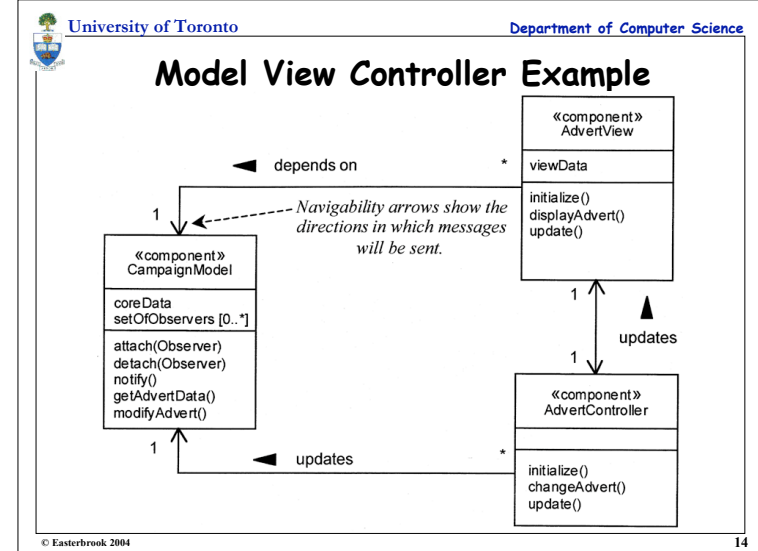 University of Toronto
Department of Computer Science
Model View Controller Example
«component»
AdvertView
viewData
initialize()
displayAdvert()
update()
depends on
*
1
Navigability arrows show the
directions in which messages
will be sent.
«component»
CampaignModel
coreData
setOfObservers [0..*]
attach(Observer)
detach(Observer)
notify()
getAdvertData()
modifyAdvert()
1
updates
1
«component»
AdvertController
initialize()
changeAdvert()
update()
1
updates
*
© Easterbrook 2004
14